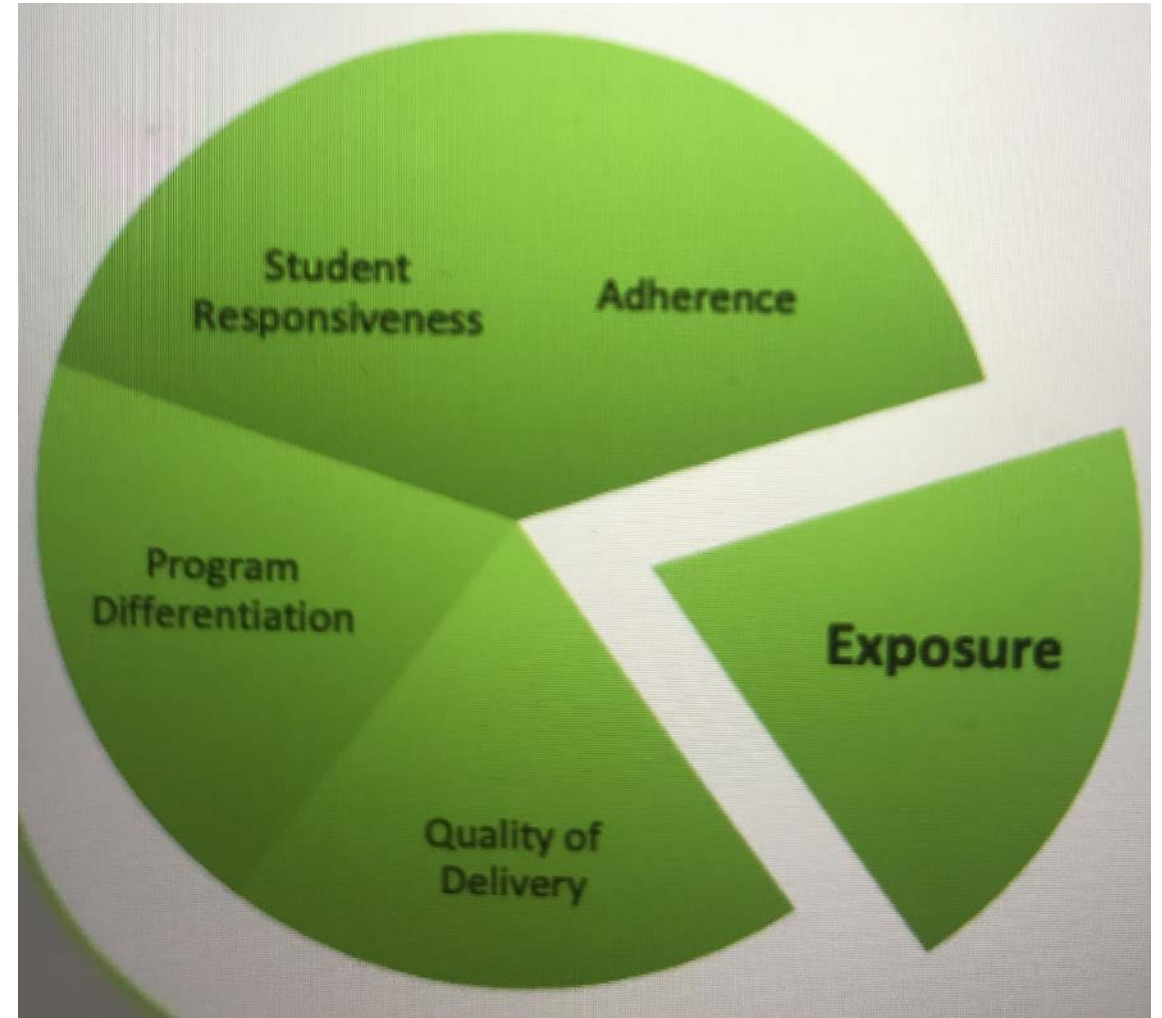 Student
Responsiveness
Adherence
Program
Differentiation
Exposure
Quality of
Delivery